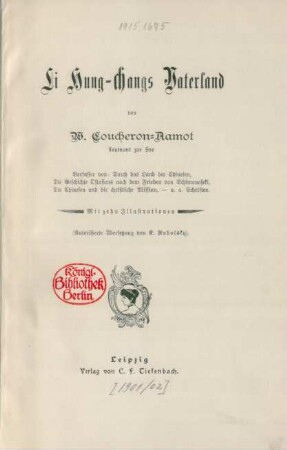 1915 1695
Li Hung-changs Vaterland
von
W. Coucheron-Aamot
Leutnant zur See
Verfasser von: Durch das Land der Chinesen,
Die Geschichte Ostasiens nach dem Frieden von Schimonoseki,
Die Chinesen und die christliche Mission, — u. a. Schriften.
Mit zehn Illustrationen
(Autorisierte Übersetzung von E. Robolsky).
Königl.
Bibliothek
Berlin
Leipzig
Verlag von C. F. Tiefenbach.
[1901/02]